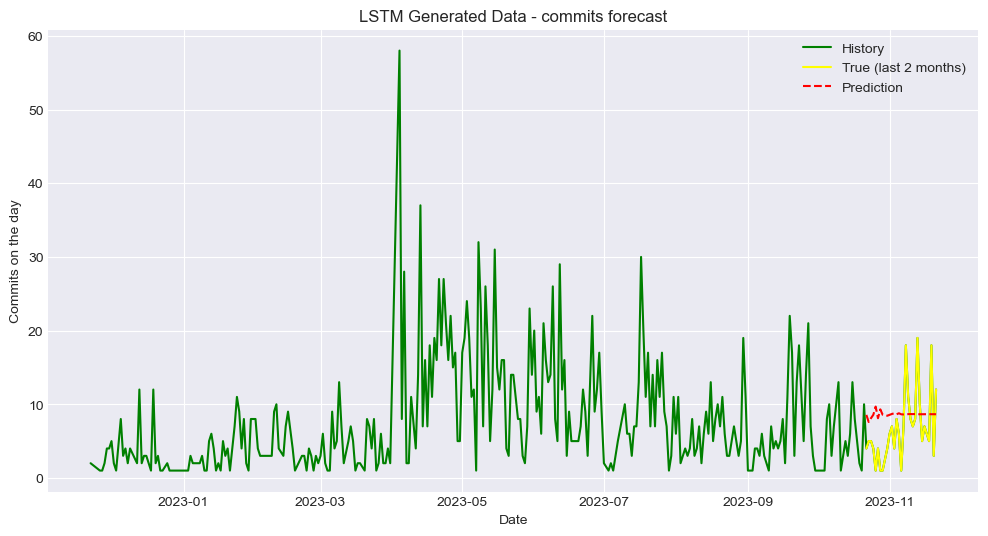 LSTM Generated Data - commits forecast
History
True (last 2 months)
Prediction
60
50
40
30
20
10
0
Commits on the day
2023-01
2023-03
2023-05
2023-07
2023-09
2023-11
Date